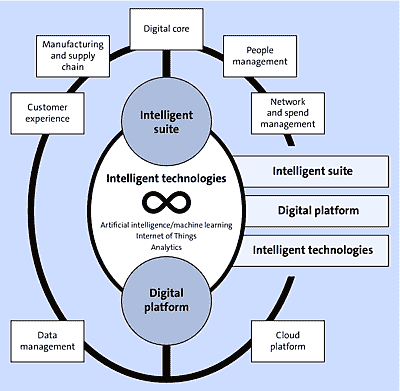 Digital core
Manufacturing
and supply
chain
People
management
Customer
experience
Network
and spend
management
Intelligent
suite
Intelligent technologies
Artificial intelligence/machine learning
Internet of Things
Analytics
Intelligent suite
Digital platform
Intelligent technologies
Digital
platform
Data
management
Cloud
platform